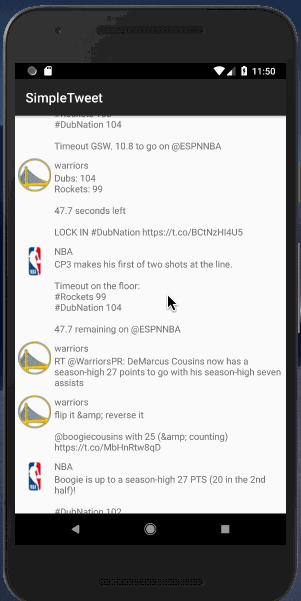 11:50
SimpleTweet
#DubNation 104
Timeout GSW. 10.8 to go on @ESPNNBA
warriors
Dubs: 104
Rockets: 99
47.7 seconds left
LOCK IN #DubNation https://t.co/BCtNzHI4U5
NBA
CP3 makes his first of two shots at the line.
Timeout on the floor:
#Rockets 99
#DubNation 104
47.7 remaining on @ESPNNBA
warriors
RT @WarriorsPR: DeMarcus Cousins now has a
season-high 27 points to go with his season-high seven
assists
warriors
flip it &amp; reverse it
@boogiecousins with 25 (&amp; counting)
https://t.co/MbHnRtw8qD
NBA
Boogie is up to a season-high 27 PTS (20 in the 2nd
half)!
#DubNation 102